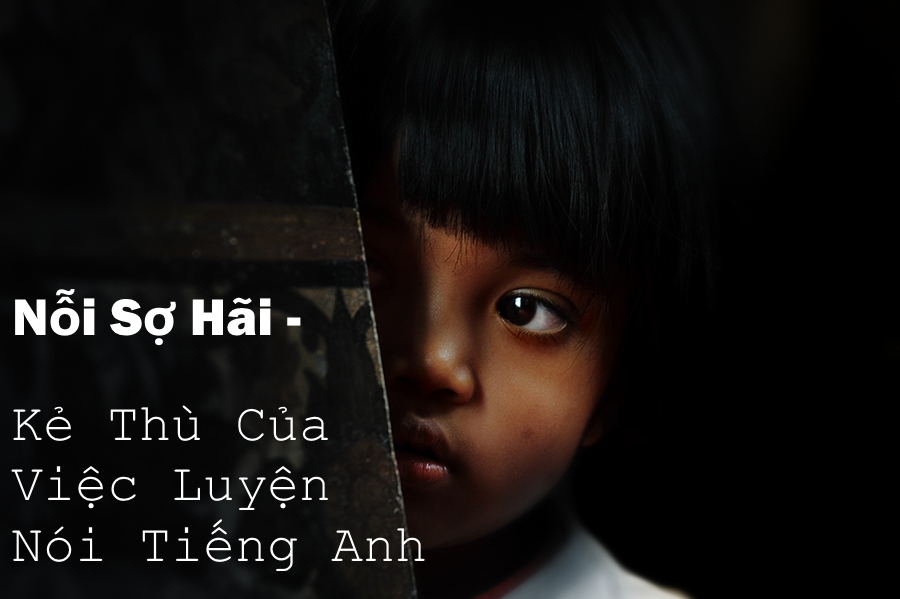 Nỗi Sợ Hãi -
Kẻ Thù Của
Việc Luyện
Nói Tiếng Anh